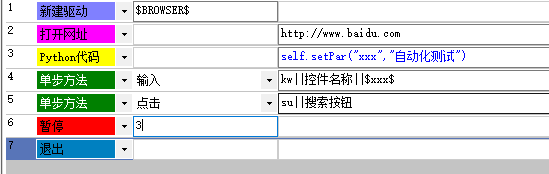 1 新建驱动 $BROWSER$
2 打开网址 http://www.baidu.com
3 Python代码 self.setPar("xxx","自动化测试")
4 单步方法 输入 kw||控件名称||$xxx$
5 单步方法 点击 su||搜索按钮
6 暂停 3
7 退出